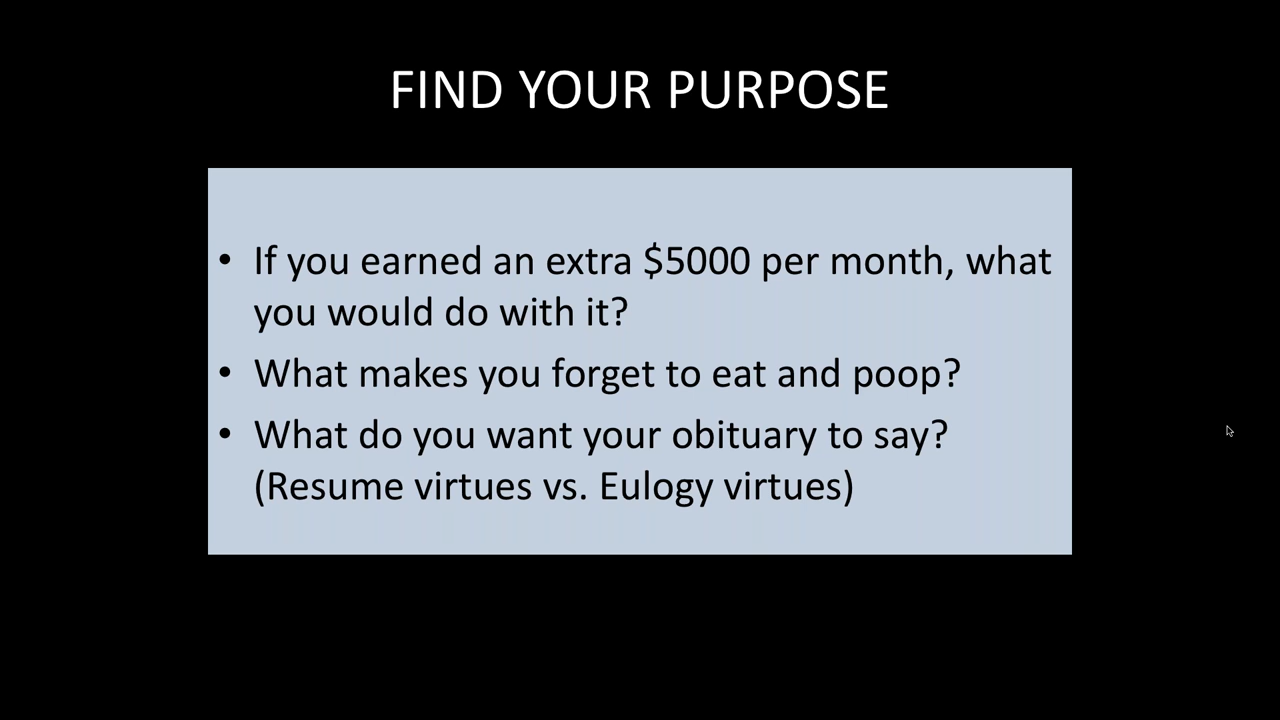 FIND YOUR PURPOSE
• If you earned an extra $5000 per month, what
you would do with it?
• What makes you forget to eat and poop?
• What do you want your obituary to say?
(Resume virtues vs. Eulogy virtues)